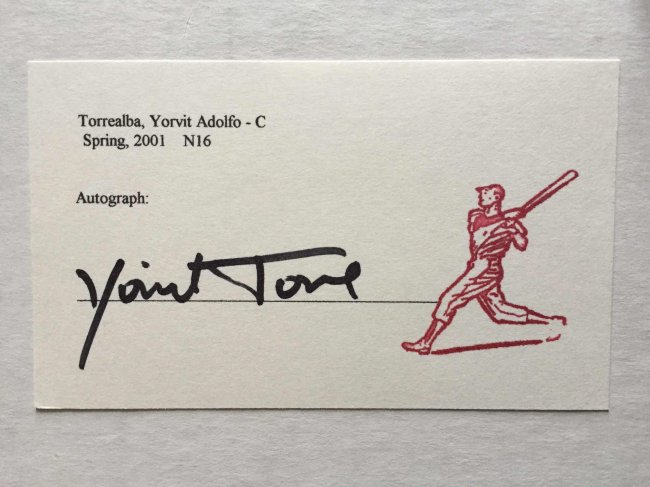 Torrealba, Yorvit Adolfo - C
Spring, 2001 N16
Autograph:
Yorvit Torre